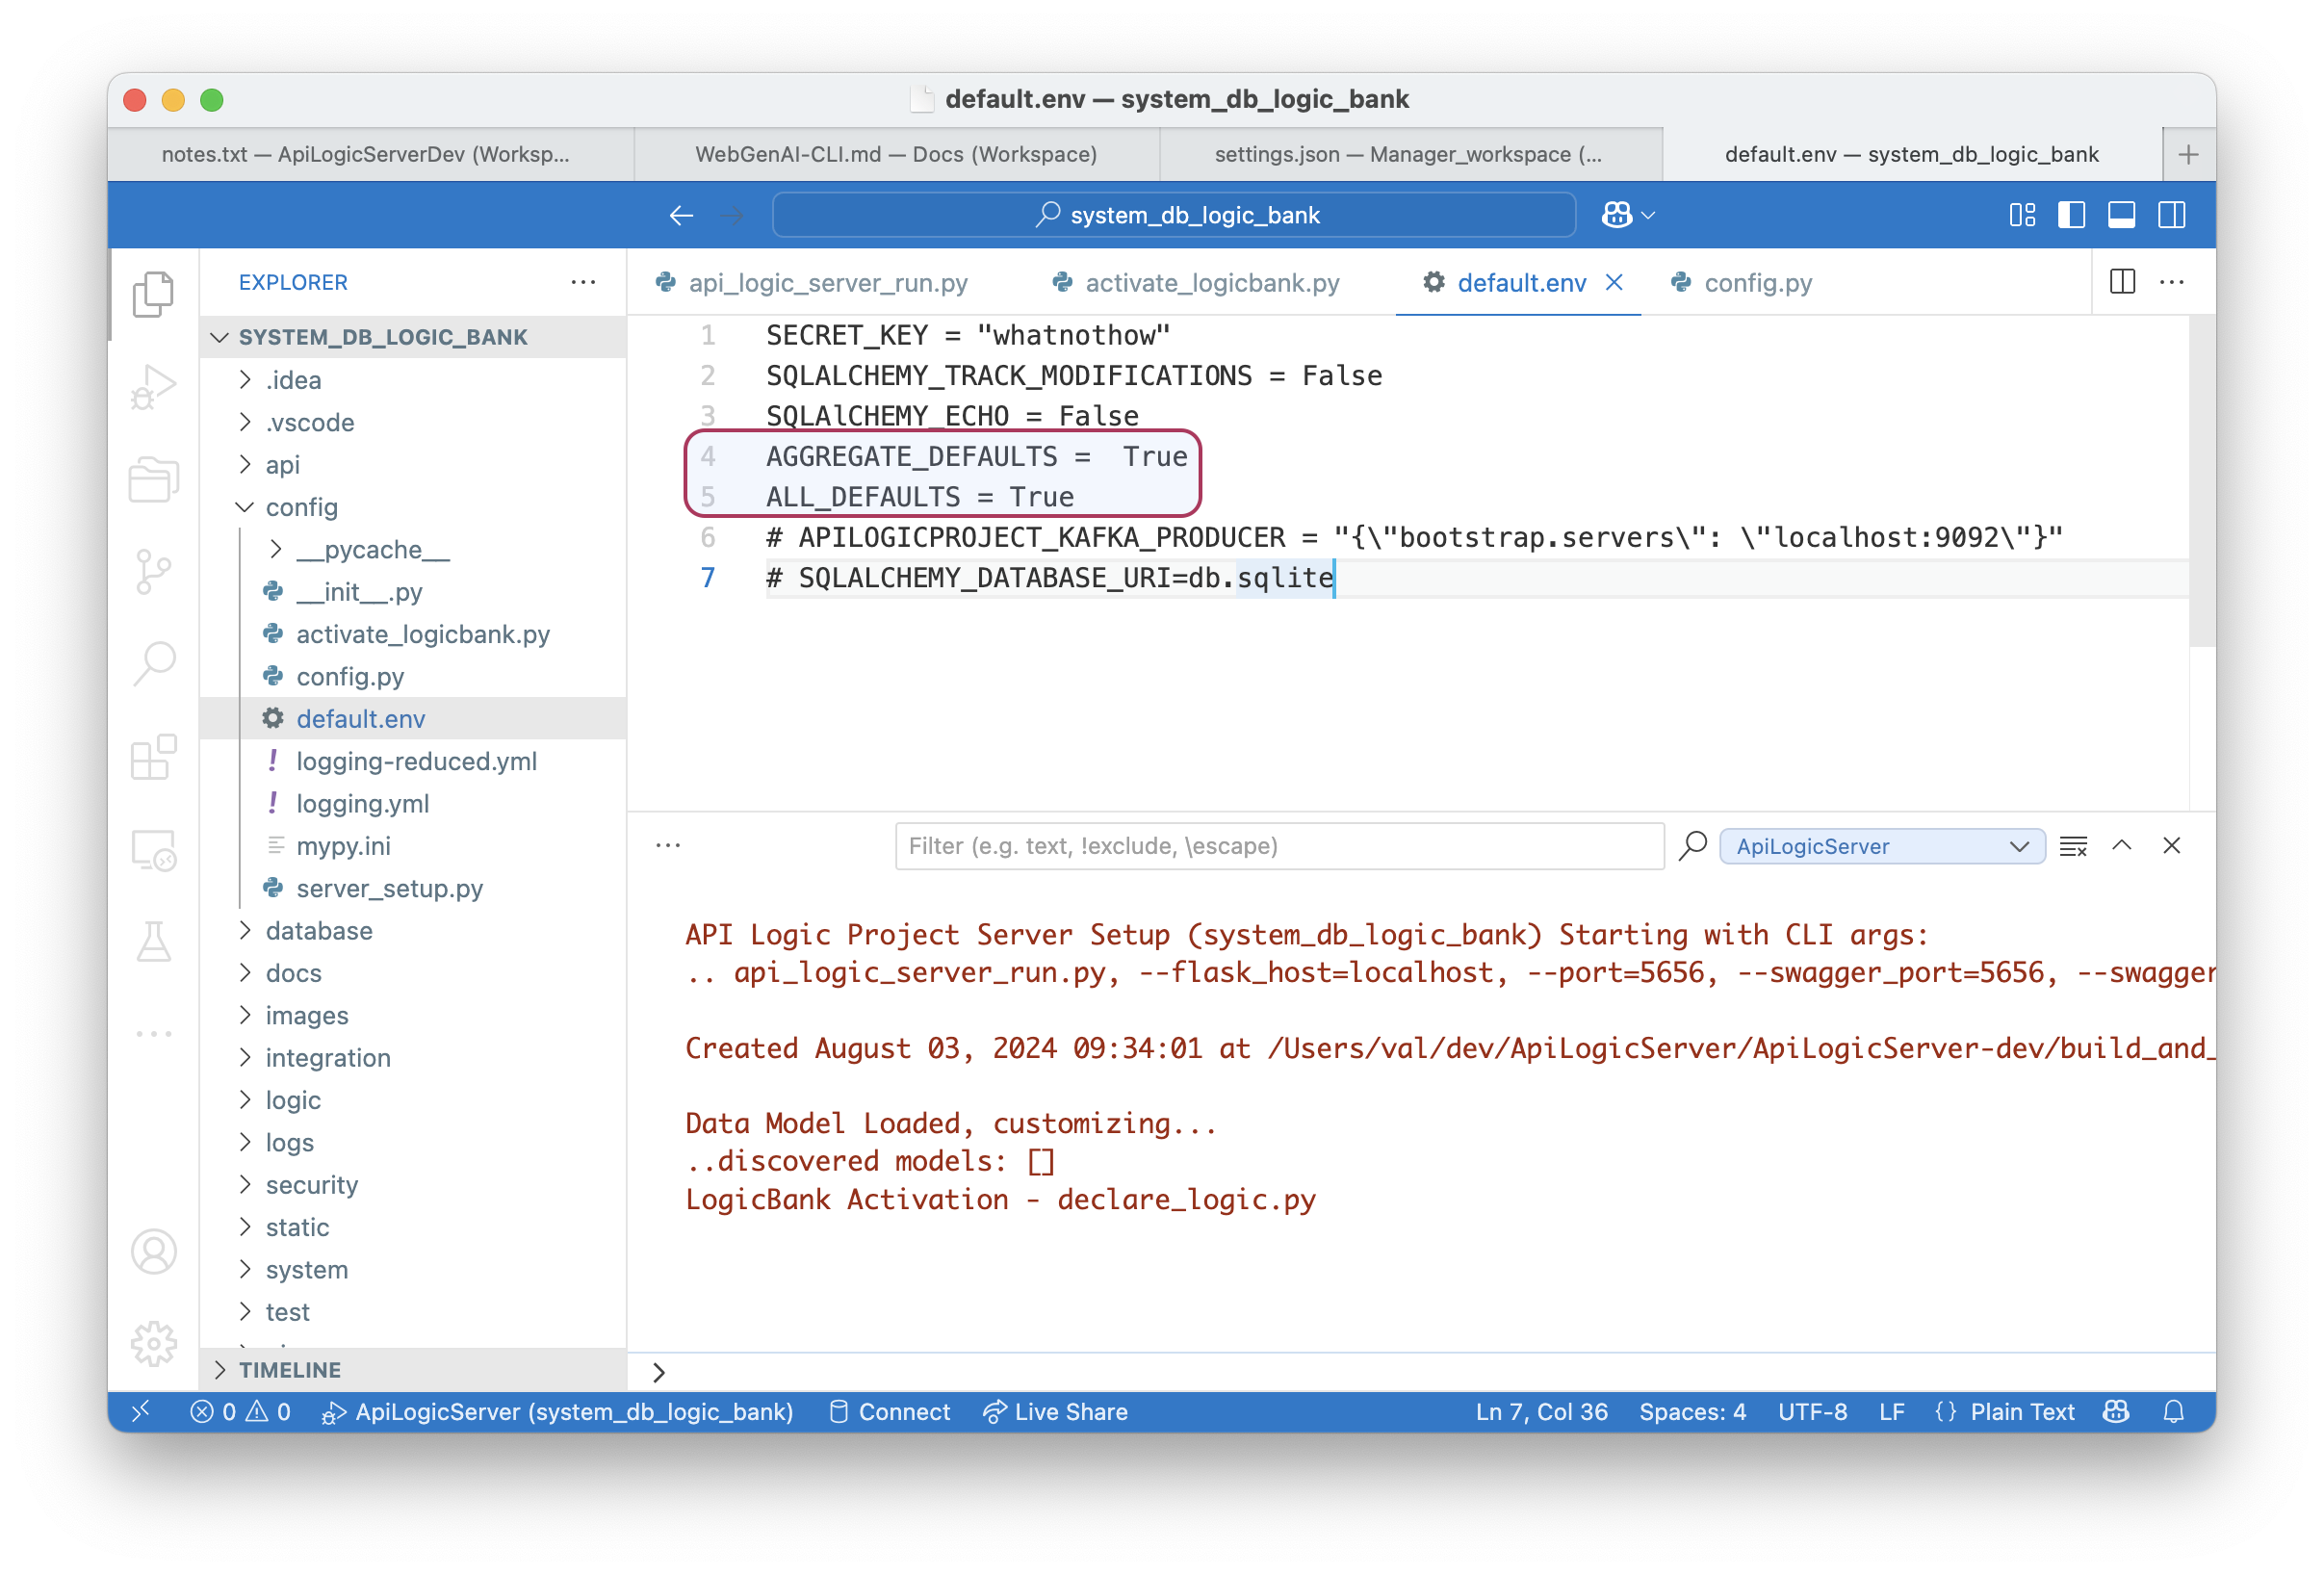 default.env — system_db_logic_bank
notes.txt — ApiLogicServerDev (Worksp...
WebGenAI-CLI.md — Docs (Workspace)
settings.json — Manager_workspace (...
default.env — system_db_logic_bank
system_db_logic_bank
EXPLORER
SYSTEM_DB_LOGIC_BANK
.idea
.vscode
api
config
__pycache__
__init__.py
activate_logicbank.py
config.py
default.env
logging-reduced.yml
logging.yml
mypy.ini
server_setup.py
database
docs
images
integration
logic
logs
security
static
system
test
TIMELINE
api_logic_server_run.py
activate_logicbank.py
default.env
config.py
1 SECRET_KEY = "whatnothow"
2 SQLALCHEMY_TRACK_MODIFICATIONS = False
3 SQLAlCHEMY_ECHO = False
4 AGGREGATE_DEFAULTS =  True
5 ALL_DEFAULTS = True
6 # APILOGICPROJECT_KAFKA_PRODUCER = "{\"bootstrap.servers\": \"localhost:9092\"}"
7 # SQLALCHEMY_DATABASE_URI=db.sqlite
Filter (e.g. text, !exclude, \escape)
ApiLogicServer
API Logic Project Server Setup (system_db_logic_bank) Starting with CLI args:
.. api_logic_server_run.py, --flask_host=localhost, --port=5656, --swagger_port=5656, --swagger
Created August 03, 2024 09:34:01 at /Users/val/dev/ApiLogicServer/ApiLogicServer-dev/build_and_
Data Model Loaded, customizing...
..discovered models: []
LogicBank Activation - declare_logic.py
0 0 ApiLogicServer (system_db_logic_bank) Connect Live Share Ln 7, Col 36 Spaces: 4 UTF-8 LF {} Plain Text